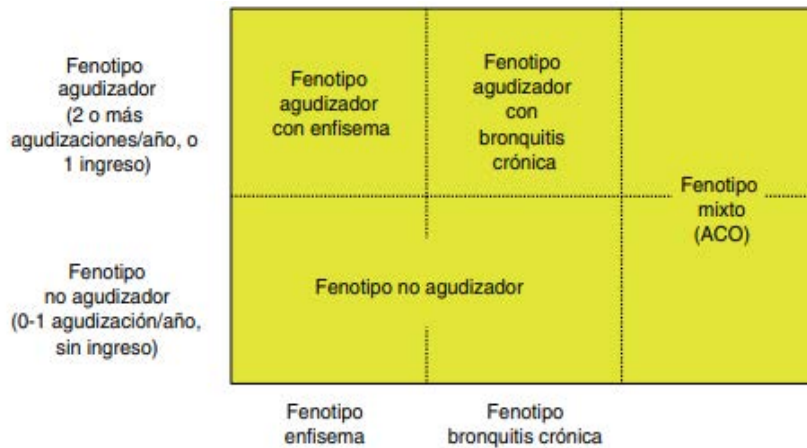 Fenotipo
agudizador
(2 o más
agudizaciones/año, o
1 ingreso)
Fenotipo
agudizador
con enfisema
Fenotipo
agudizador
con
bronquitis
crónica
Fenotipo
mixto
(ACO)
Fenotipo
no agudizador
(0-1 agudización/año,
sin ingreso)
Fenotipo no agudizador
Fenotipo
enfisema
Fenotipo
bronquitis crónica